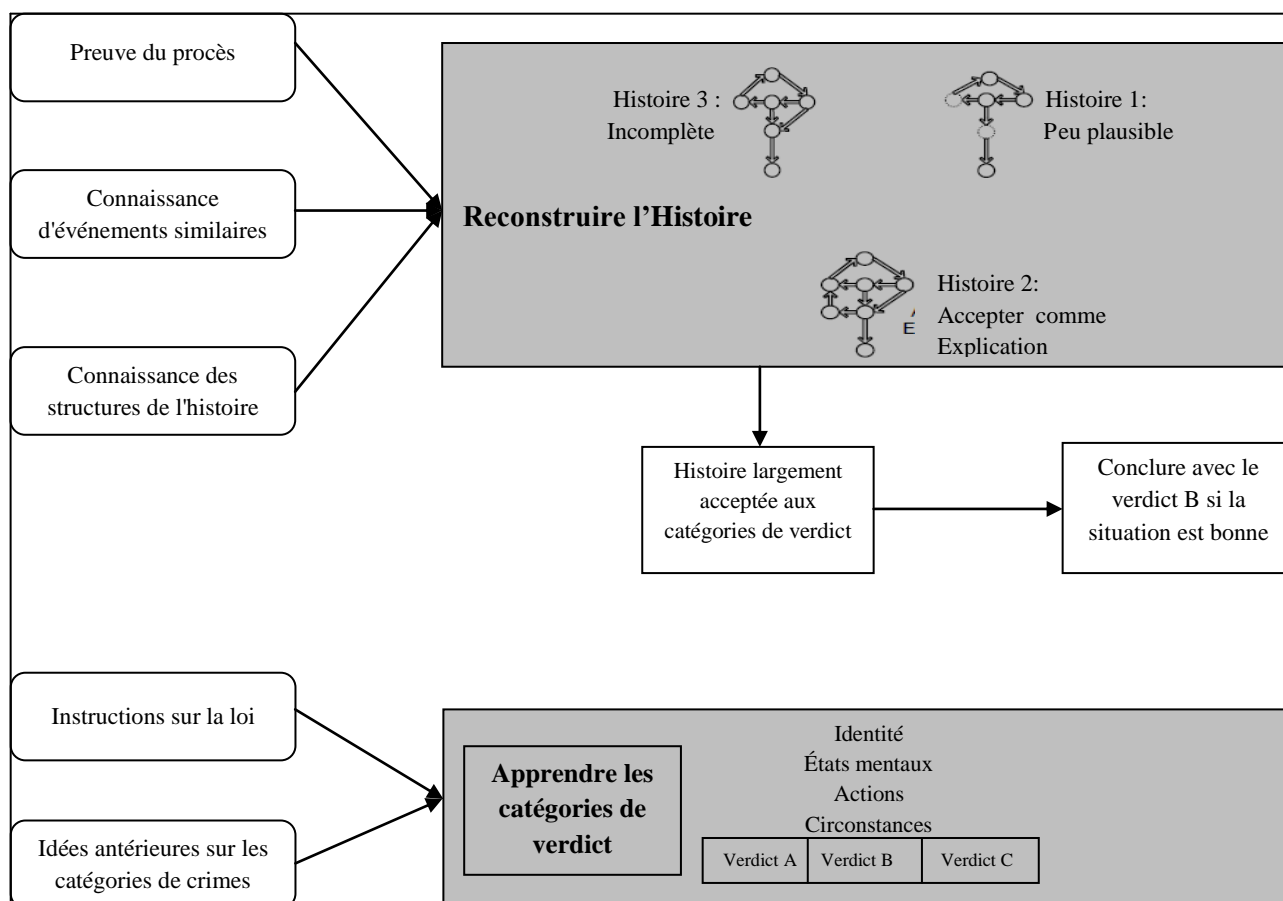 Preuve du procès
Connaissance
d'événements similaires
Connaissance des
structures de l'histoire
Histoire 3 :
Incomplète
Histoire 1:
Peu plausible
Reconstruire l’Histoire
Histoire 2:
Accepter comme
Explication
E
Histoire largement
acceptée aux
catégories de verdict
Conclure avec le
verdict B si la
situation est bonne
Instructions sur la loi
Idées antérieures sur les
catégories de crimes
Apprendre les
catégories de
verdict
Identité
États mentaux
Actions
Circonstances
Verdict A
Verdict B
Verdict C